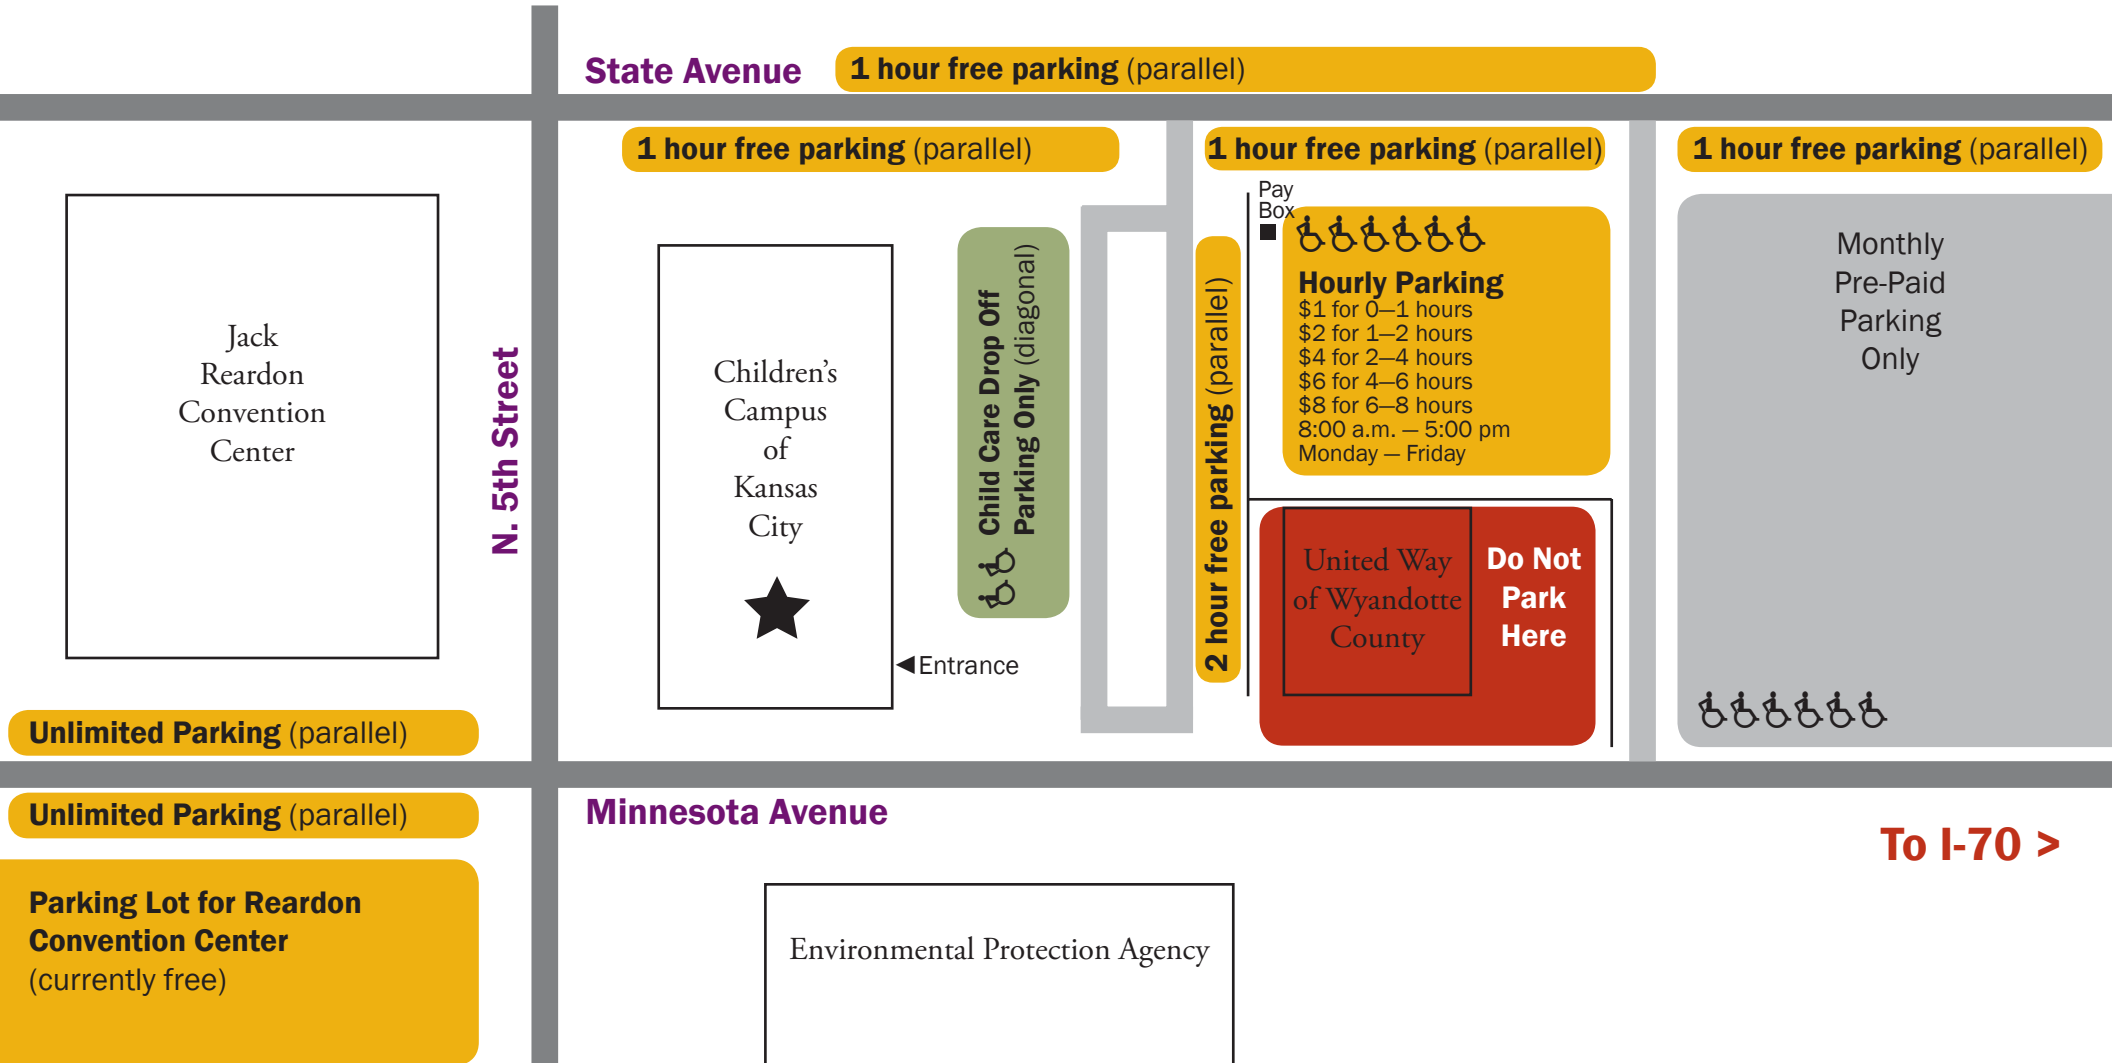 State Avenue
1 hour free parking (parallel)
1 hour free parking (parallel)
1 hour free parking (parallel)
1 hour free parking (parallel)
Jack
Reardon
Convention
Center
N. 5th Street
Children's
Campus
of
Kansas
City
Child Care Drop Off
Parking Only (diagonal)
Entrance
2 hour free parking (parallel)
Pay
Box
Hourly Parking
$1 for 0—1 hours
$2 for 1—2 hours
$4 for 2—4 hours
$6 for 4—6 hours
$8 for 6—8 hours
8:00 a.m. — 5:00 pm
Monday — Friday
United Way
of Wyandotte
County
Do Not
Park
Here
Monthly
Pre-Paid
Parking
Only
Unlimited Parking (parallel)
Unlimited Parking (parallel)
Minnesota Avenue
To I-70 >
Parking Lot for Reardon
Convention Center
(currently free)
Environmental Protection Agency